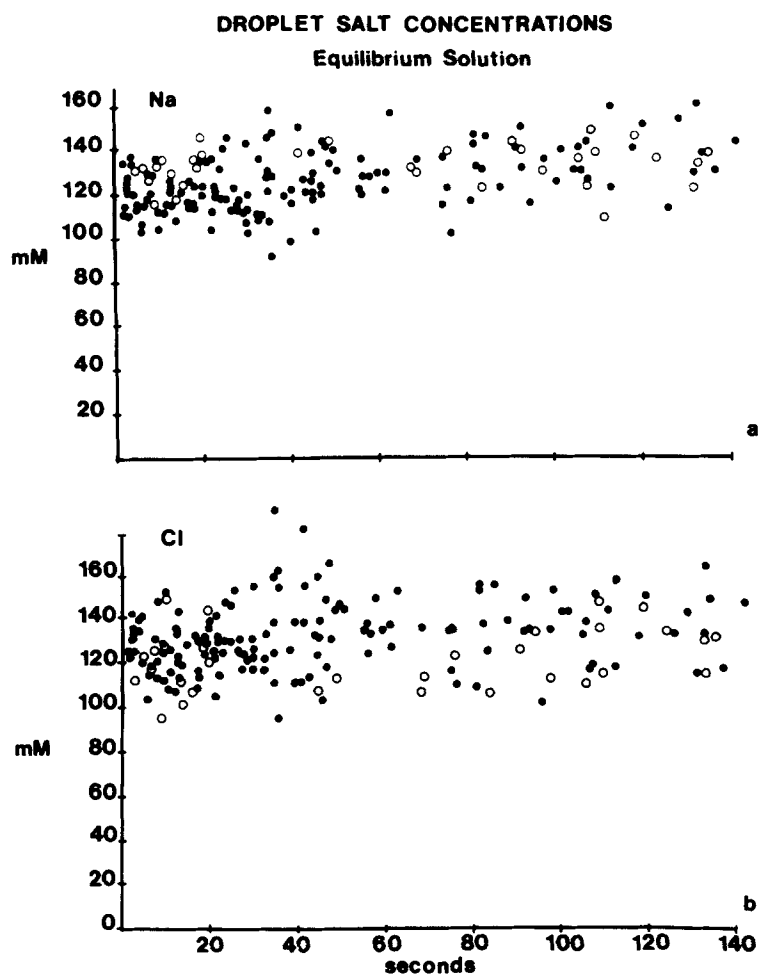 DROPLET SALT CONCENTRATIONS
Equilibrium Solution
Na
160
140
120
100
mM
80
60
40
20
a
Cl
160
140
120
100
mM
80
60
40
20
0
b
20 40 60 80 100 120 140
seconds